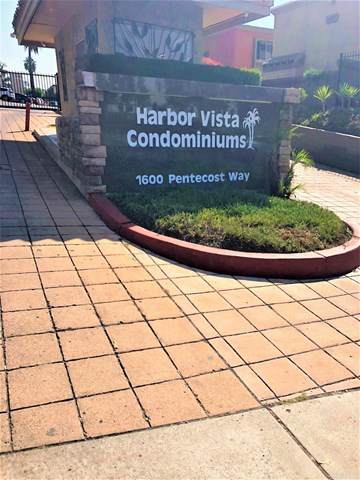 Harbor Vista
Condominiums
1600 Pentecost Way